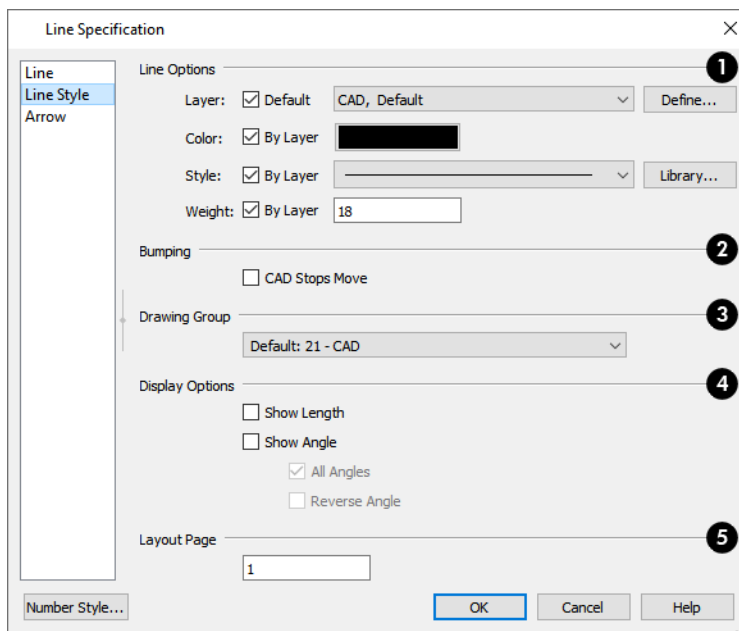 Line Specification
Line
Line Style
Arrow
Line Options
1
Layer: Default CAD, Default Define...
Color: By Layer
Style: By Layer Library...
Weight: By Layer 18
Bumping
2
CAD Stops Move
Drawing Group
3
Default: 21 - CAD
Display Options
4
Show Length
Show Angle
All Angles
Reverse Angle
Layout Page
5
1
Number Style... OK Cancel Help